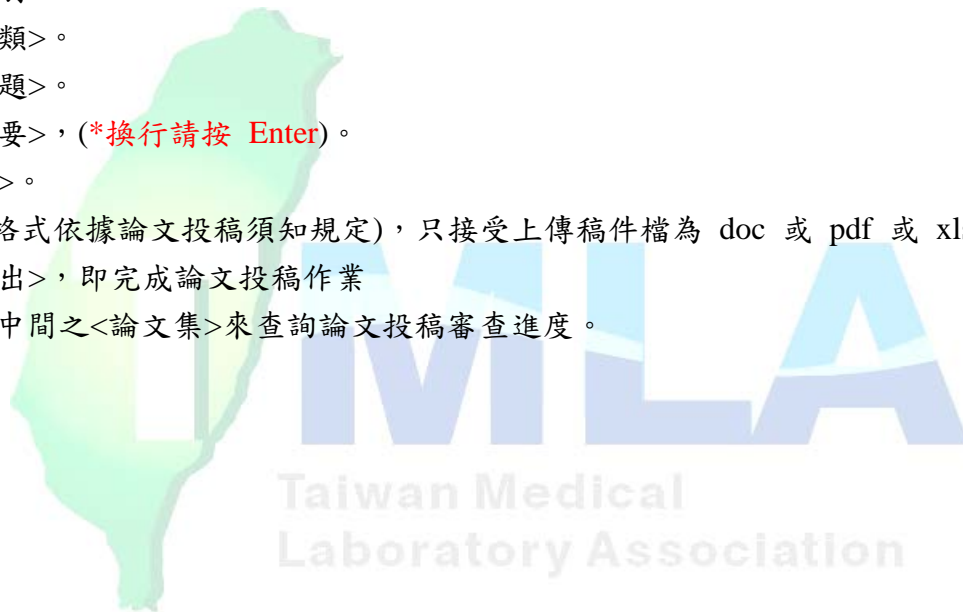 類>。
題>。
要>，(*換行請按 Enter)。
>。
格式依據論文投稿須知規定)，只接受上傳稿件檔為 doc 或 pdf 或 xls
出>，即完成論文投稿作業
中間之<論文集>來查詢論文投稿審查進度。
TMLA
Taiwan Medical
Laboratory Association